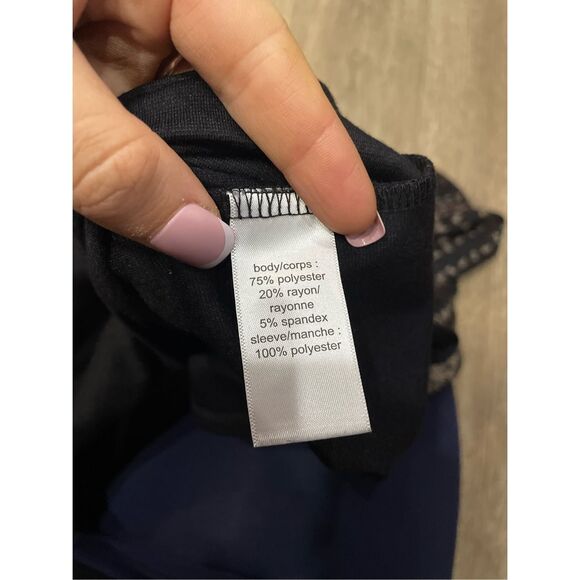 body/corps :
75% polyester
20% rayon/
rayonne
5% spandex
sleeve/manche :
100% polyester